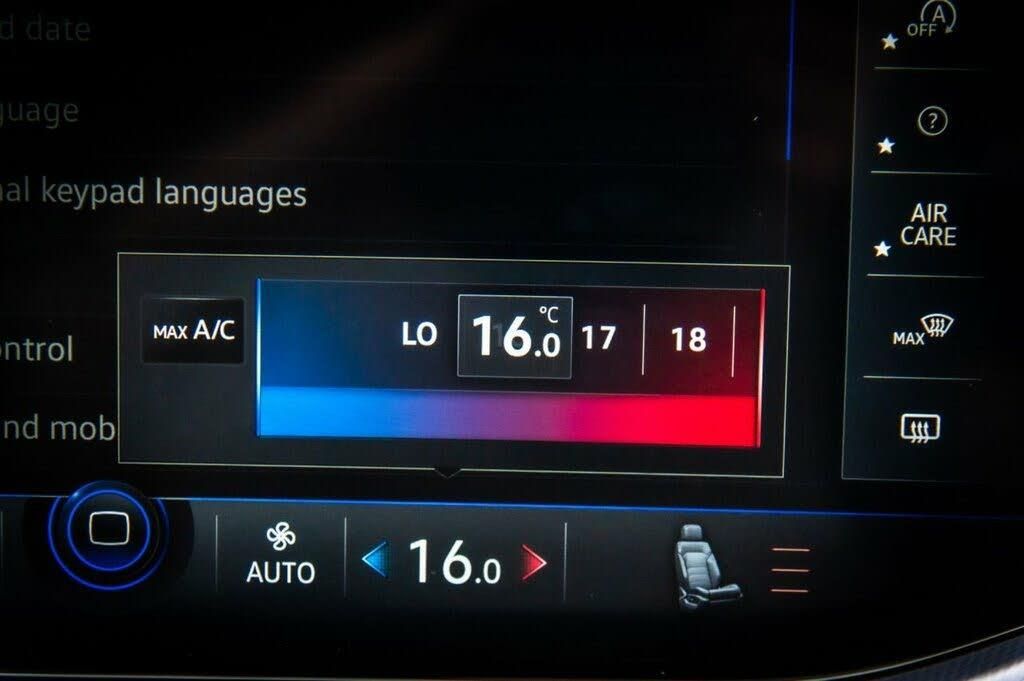 d date
guage
nal keypad languages
ontrol
nd mob
MAX A/C
LO 16.0 °C 17 18
A
OFF
?
AIR
CARE
MAX
AUTO
16.0